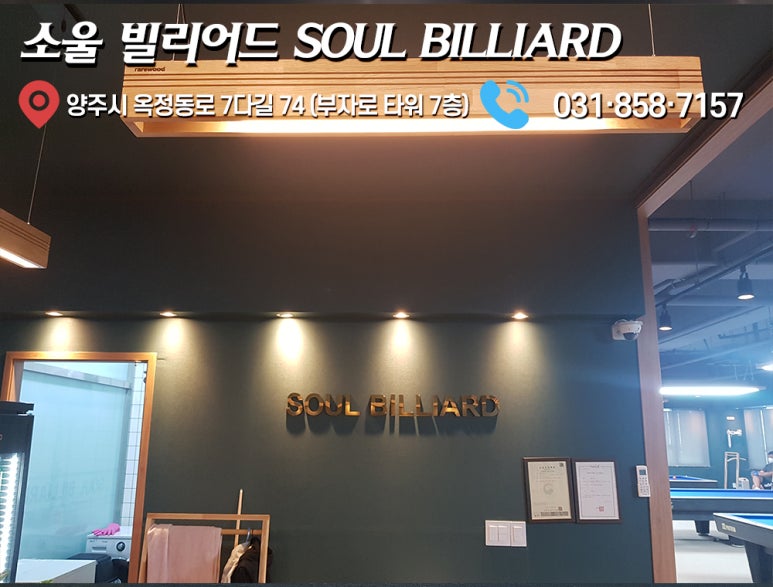 소울 빌리어드 SOUL BILLIARD
rarewood
양주시 옥정동로 7다길 74 (부자로 타워 7층) 031·858·7157
SOUL BILLIARD